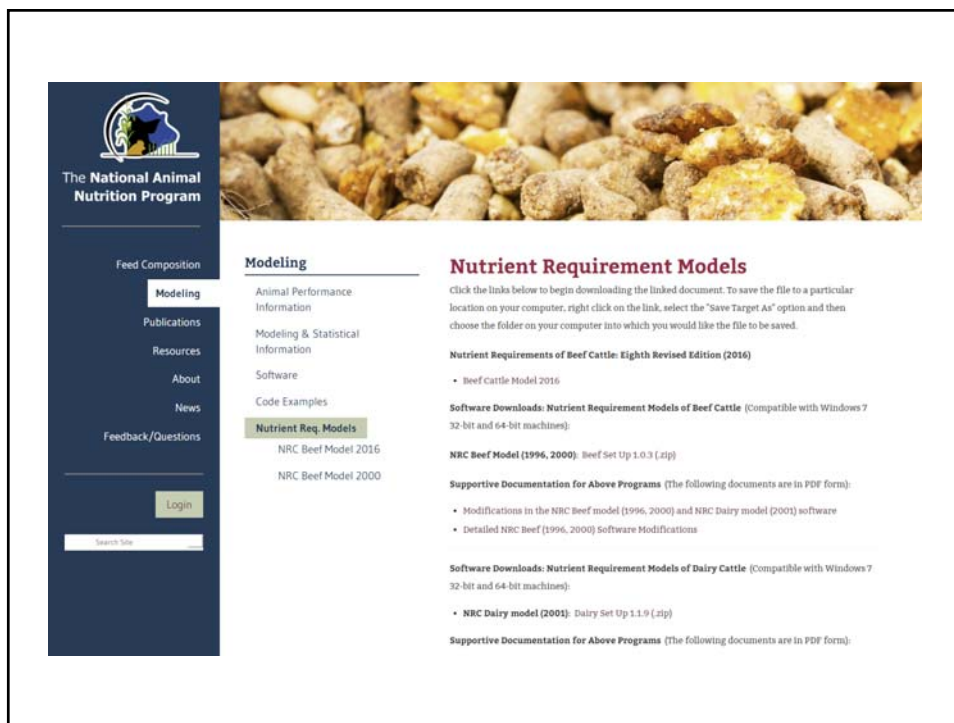 The National Animal
Nutrition Program
Feed Composition
Modeling
Publications
Resources
About
News
Feedback/Questions
Login
Search Site
Modeling
Animal Performance
Information
Modeling & Statistical
Information
Software
Code Examples
Nutrient Req. Models
NRC Beef Model 2016
NRC Beef Model 2000
Nutrient Requirement Models
Click the links below to begin downloading the linked document. To save the file to a particular
location on your computer, right click on the link, select the "Save Target As" option and then
choose the folder on your computer into which you would like the file to be saved.
Nutrient Requirements of Beef Cattle: Eighth Revised Edition (2016)
• Beef Cattle Model 2016
Software Downloads: Nutrient Requirement Models of Beef Cattle (Compatible with Windows 7
32-bit and 64-bit machines):
NRC Beef Model (1996, 2000): Beef Set Up 1.0.3 (.zip)
Supportive Documentation for Above Programs (The following documents are in PDF form):
• Modifications in the NRC Beef model (1996, 2000) and NRC Dairy model (2001) software
• Detailed NRC Beef (1996, 2000) Software Modifications
Software Downloads: Nutrient Requirement Models of Dairy Cattle (Compatible with Windows 7
32-bit and 64-bit machines):
• NRC Dairy model (2001): Dairy Set Up 1.1.9 (.zip)
Supportive Documentation for Above Programs (The following documents are in PDF form):